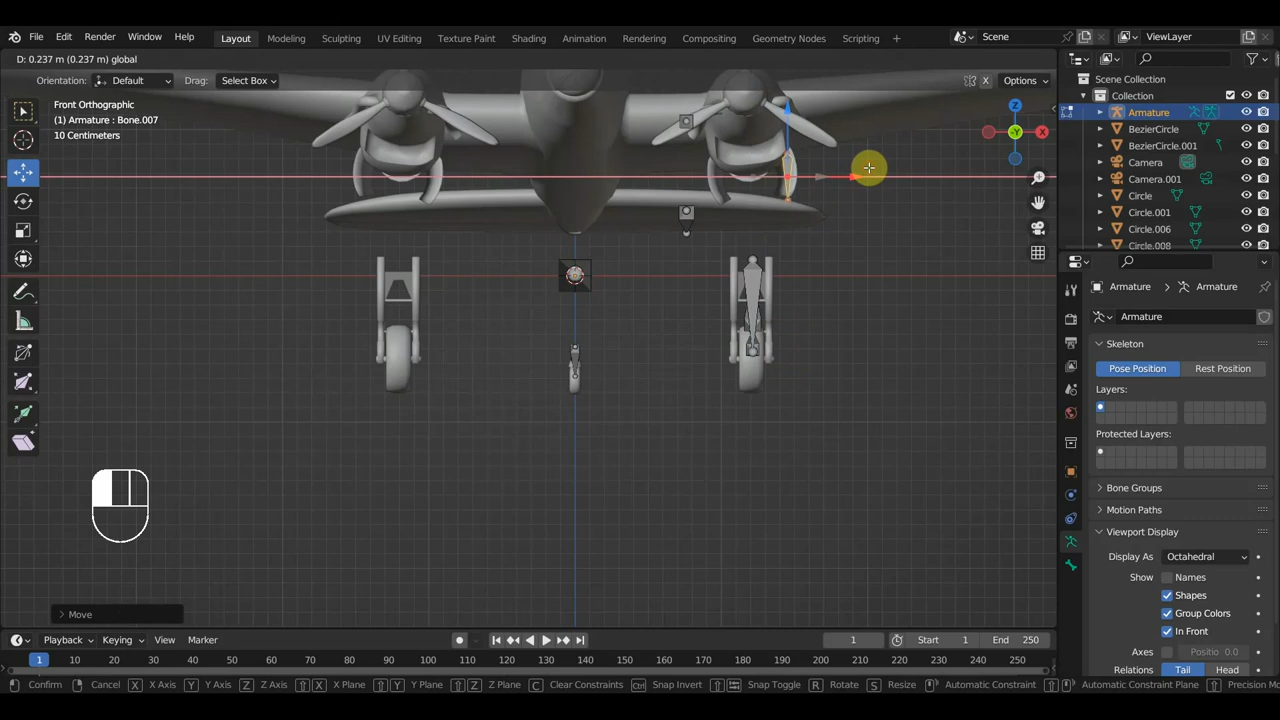 File Edit Render Window Help Layout Modeling Sculpting UV Editing Texture Paint Shading Animation Rendering Compositing Geometry Nodes Scripting + Scene ViewLayer
D: 0.237 m (0.237 m) global
Orientation: Default Drag: Select Box X Options
Front Orthographic
(1) Armature : Bone.007
10 Centimeters
Z
-Y
X
Scene Collection
Collection
Armature
BezierCircle
BezierCircle.001
Camera
Camera.001
Circle
Circle.001
Circle.006
Circle.008
Armature > Armature
Armature
Skeleton
Pose Position Rest Position
Layers:
Protected Layers:
Bone Groups
Motion Paths
Viewport Display
Display As Octahedral
Show Names
Shapes
Group Colors
In Front
Axes Positio 0.0
Relations Tail Head
> Move
Playback Keying View Marker 1 Start 1 End 250
1 10 20 30 40 50 60 70 80 90 100 110 120 130 140 150 160 170 180 190 200 210 220 230 240 250
Confirm Cancel X X Axis Y Y Axis Z Z Axis X X Plane Y Y Plane Z Z Plane C Clear Constraints Ctrl Snap Invert Snap Toggle R Rotate S Resize Automatic Constraint Automatic Constraint Plane Precision Mo